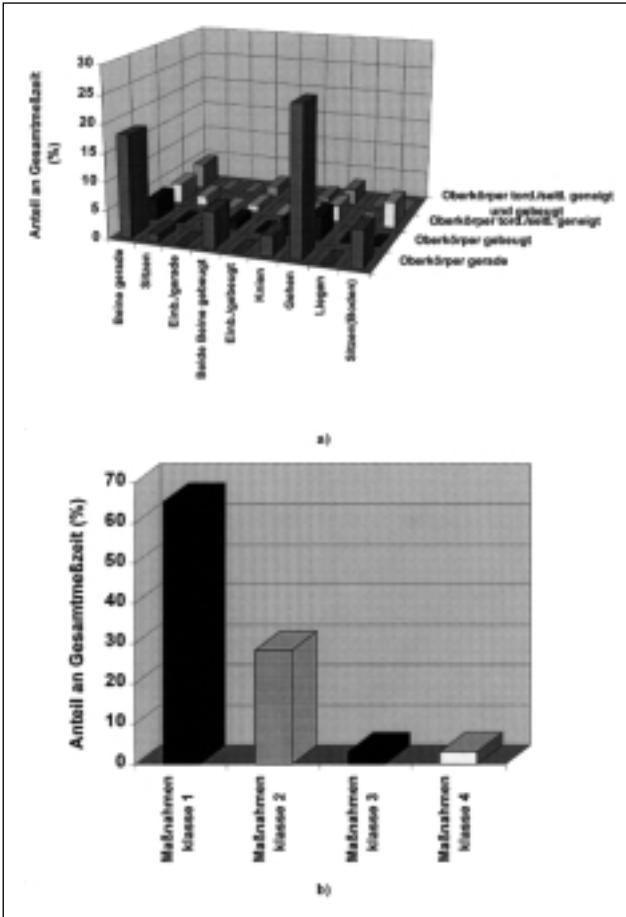 30
25
20
15
10
5
0
Anteil an Gesamtmeßzeit
(%)
Beine gerade
Sitzen
Einb./gerade
Beide Beine gebeugt
Einb./gebeugt
Knien
Gehen
Liegen
Sitzen(Boden)
Oberkörper tord./seitl. geneigt
und gebeugt
Oberkörper tord./seitl. geneigt
Oberkörper gebeugt
Oberkörper gerade
a)
70
60
50
40
30
20
10
0
Anteil an Gesamtmeßzeit (%)
Maßnahmen
klasse 1
Maßnahmen
klasse 2
Maßnahmen
klasse 3
Maßnahmen
klasse 4
b)